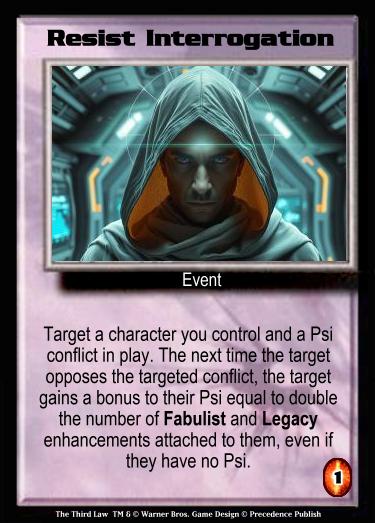 Resist Interrogation
Event
Target a character you control and a Psi
conflict in play. The next time the target
opposes the targeted conflict, the target
gains a bonus to their Psi equal to double
the number of Fabulist and Legacy
enhancements attached to them, even if
they have no Psi.
1
The Third Law TM & © Warner Bros. Game Design © Precedence Publish